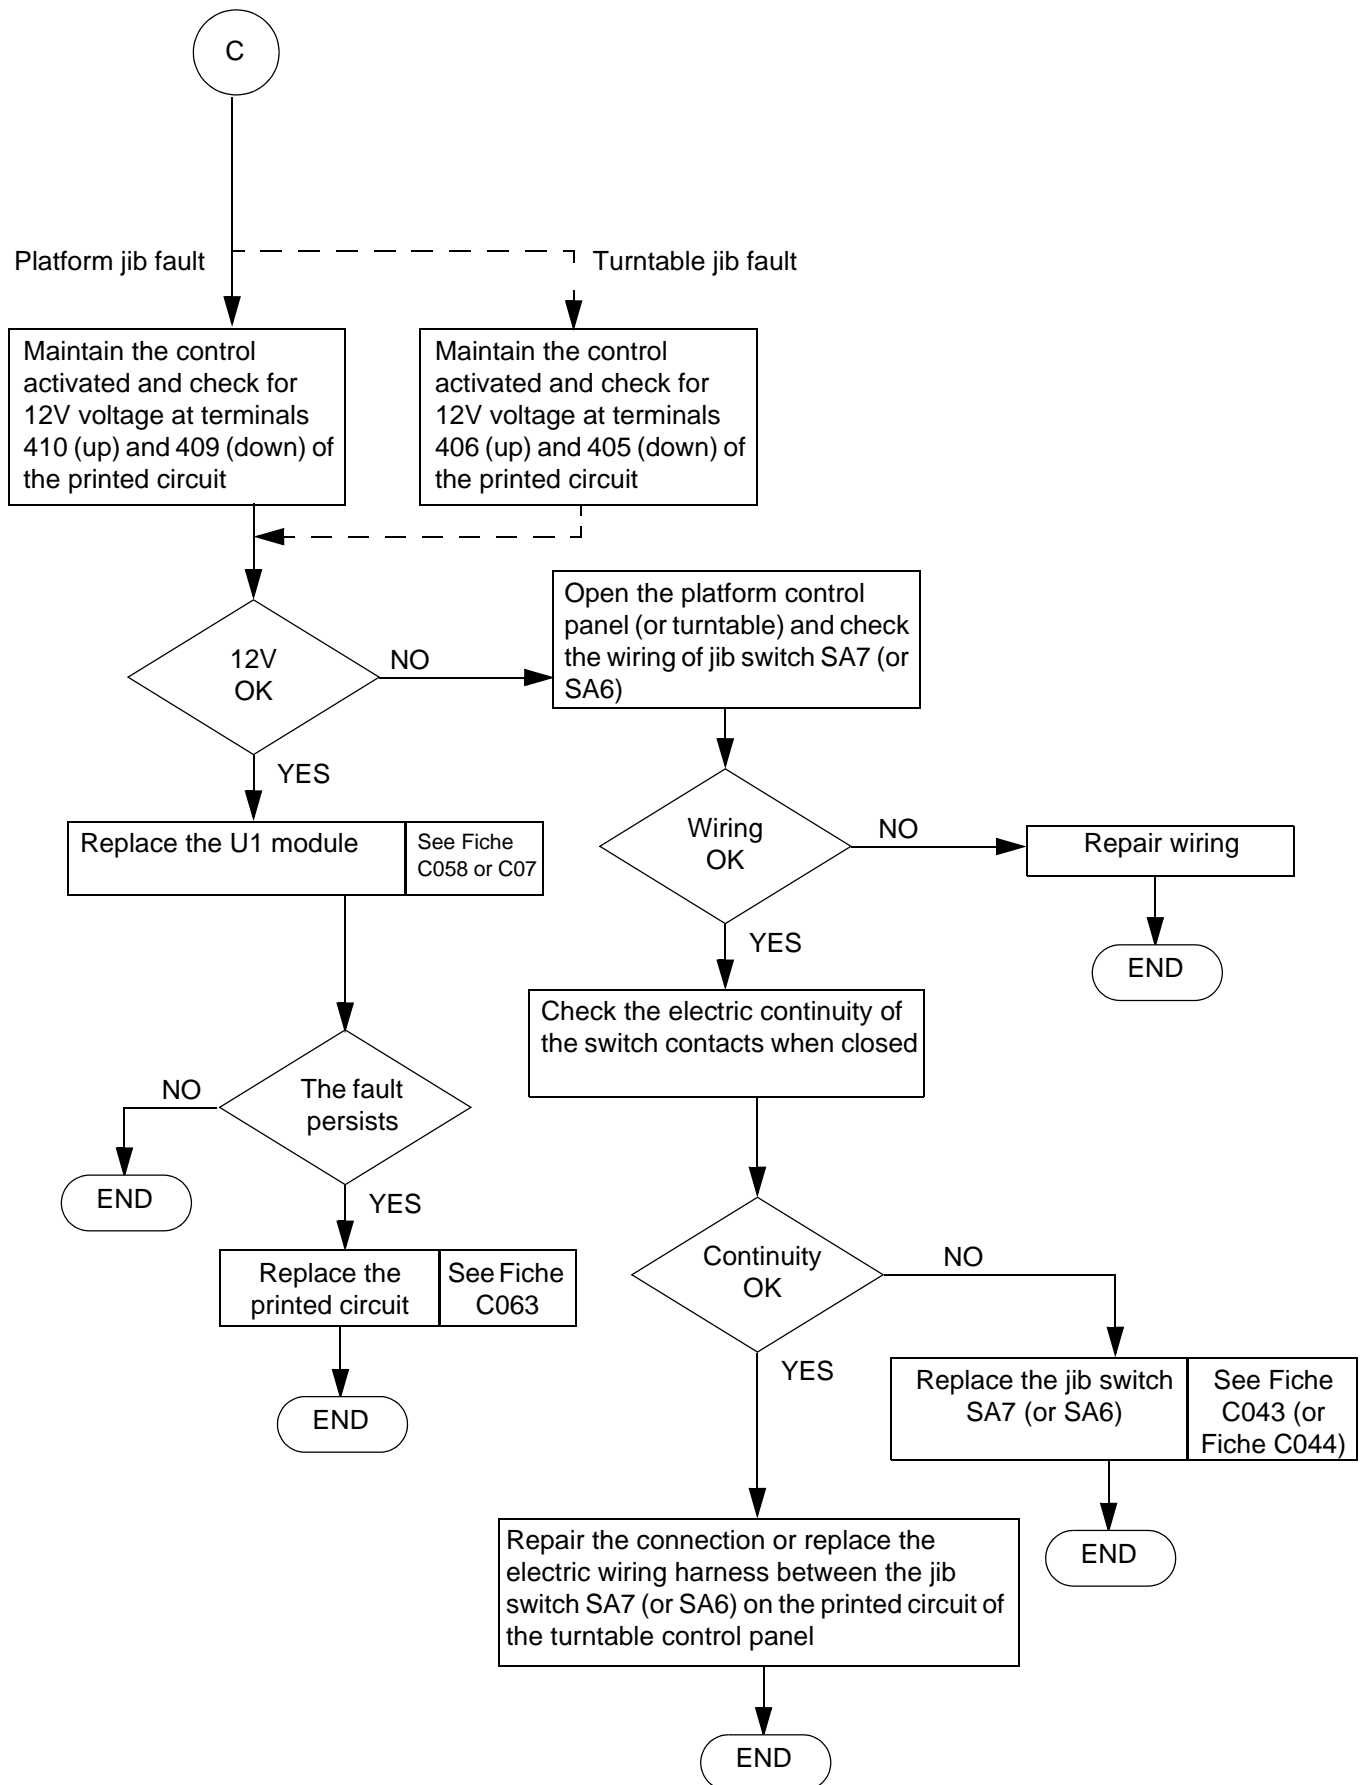 C
Platform jib fault
Turntable jib fault
Maintain the control
activated and check for
12V voltage at terminals
410 (up) and 409 (down) of
the printed circuit
Maintain the control
activated and check for
12V voltage at terminals
406 (up) and 405 (down) of
the printed circuit
12V
OK
NO
Open the platform control
panel (or turntable) and check
the wiring of jib switch SA7 (or
SA6)
YES
Replace the U1 module
See Fiche
C058 or C07
Wiring
OK
NO
Repair wiring
END
YES
Check the electric continuity of
the switch contacts when closed
The fault
persists
NO
END
YES
Replace the
printed circuit
See Fiche
C063
END
Continuity
OK
NO
Replace the jib switch
SA7 (or SA6)
See Fiche
C043 (or
Fiche C044)
END
YES
Repair the connection or replace the
electric wiring harness between the jib
switch SA7 (or SA6) on the printed circuit of
the turntable control panel
END